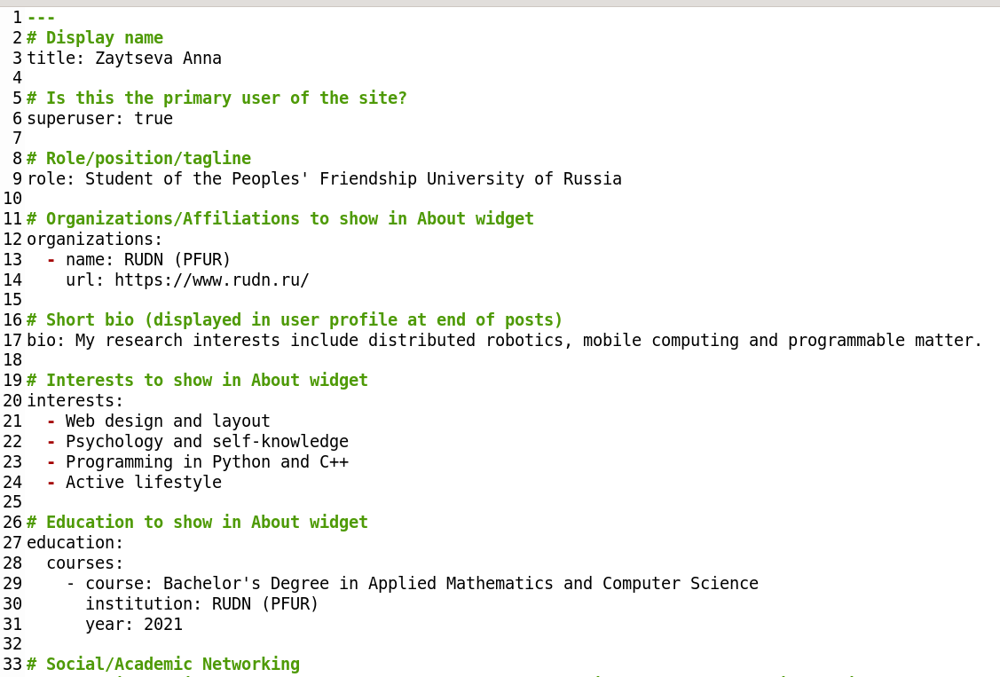 1 ---
2 # Display name
3 title: Zaytseva Anna
4
5 # Is this the primary user of the site?
6 superuser: true
7
8 # Role/position/tagline
9 role: Student of the Peoples' Friendship University of Russia
10
11 # Organizations/Affiliations to show in About widget
12 organizations:
13   - name: RUDN (PFUR)
14     url: https://www.rudn.ru/
15
16 # Short bio (displayed in user profile at end of posts)
17 bio: My research interests include distributed robotics, mobile computing and programmable matter.
18
19 # Interests to show in About widget
20 interests:
21   - Web design and layout
22   - Psychology and self-knowledge
23   - Programming in Python and C++
24   - Active lifestyle
25
26 # Education to show in About widget
27 education:
28   courses:
29     - course: Bachelor's Degree in Applied Mathematics and Computer Science
30       institution: RUDN (PFUR)
31       year: 2021
32
33 # Social/Academic Networking